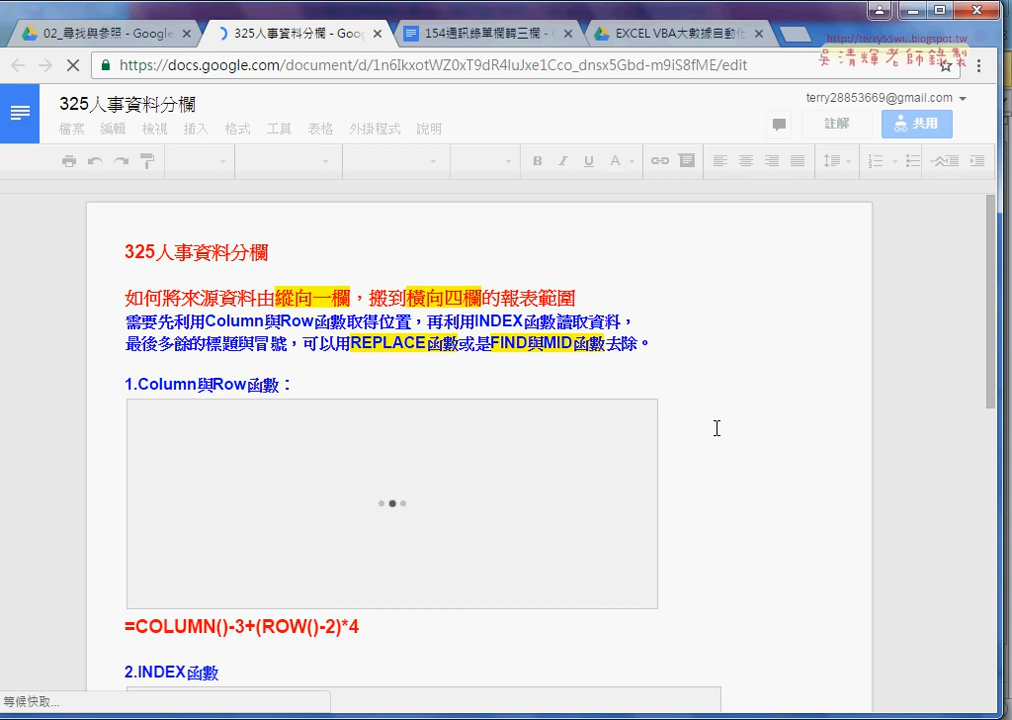 02_尋找與參照 - Google
325人事資料分欄 - Goo
154通訊錄單欄轉三欄 - 
EXCEL VBA大數據自動化
http://terry55wu.blogspot.tw
吳清輝老師錄製
https://docs.google.com/document/d/1n6IkxotWZ0xT9dR4IuJxe1Cco_dnsx5Gbd-m9iS8fME/edit
325人事資料分欄
terry28853669@gmail.com
檔案 編輯 檢視 插入 格式 工具 表格 外掛程式 說明
註解
共用
B I U A
325人事資料分欄
如何將來源資料由縱向一欄，搬到橫向四欄的報表範圍
需要先利用Column與Row函數取得位置，再利用INDEX函數讀取資料，
最後多餘的標題與冒號，可以用REPLACE函數或是FIND與MID函數去除。
1.Column與Row函數：
=COLUMN()-3+(ROW()-2)*4
2.INDEX函數
等候快取...